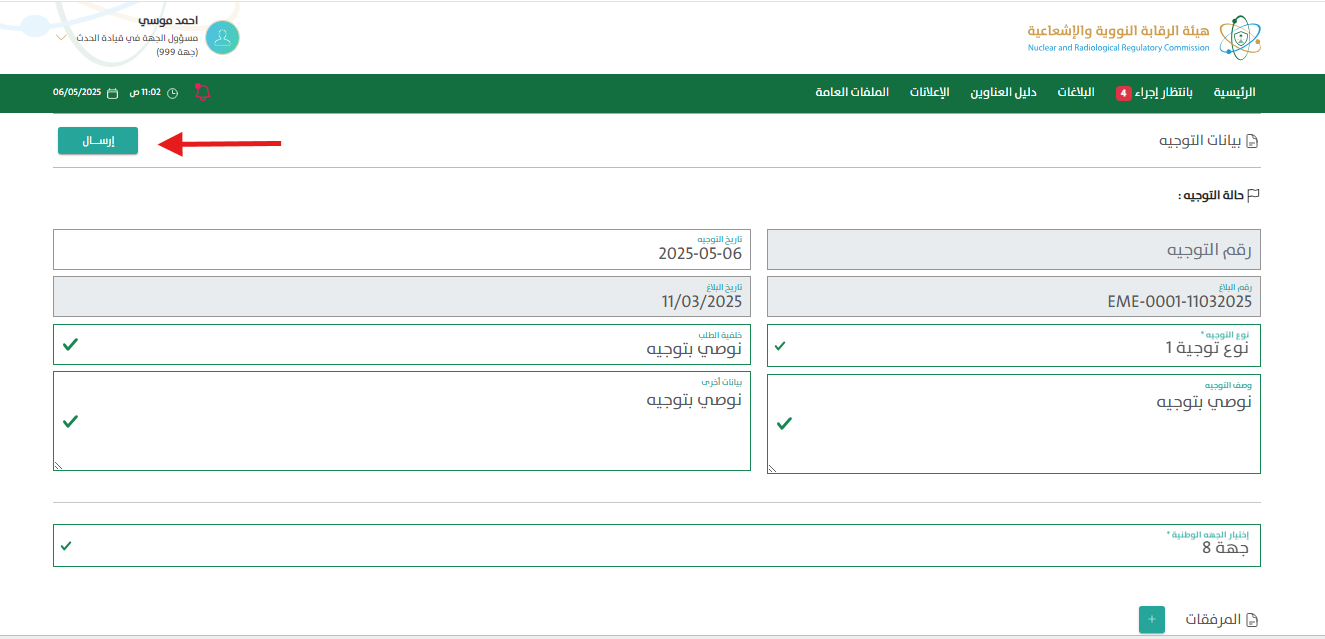 هيئة الرقابة النووية والإشعاعية
Nuclear and Radiological Regulatory Commission
احمد موسي
مسؤول الجهة في قيادة الحدث
(جهة 999)
الرئيسية
بانتظار إجراء 4
البلاغات
دليل العناوين
الإعلانات
الملفات العامة
11:02 ص
06/05/2025
بيانات التوجيه
إرســال
حالة التوجيه :
رقم التوجيه
تاريخ التوجيه
2025-05-06
رقم البلاغ
EME-0001-11032025
تاريخ البلاغ
11/03/2025
نوع التوجيه *
نوع توجية 1
خلفية الطلب
نوصي بتوجيه
وصف التوجيه
نوصي بتوجيه
بيانات أخرى
نوصي بتوجيه
إختيار الجهه الوطنية *
جهة 8
المرفقات
+